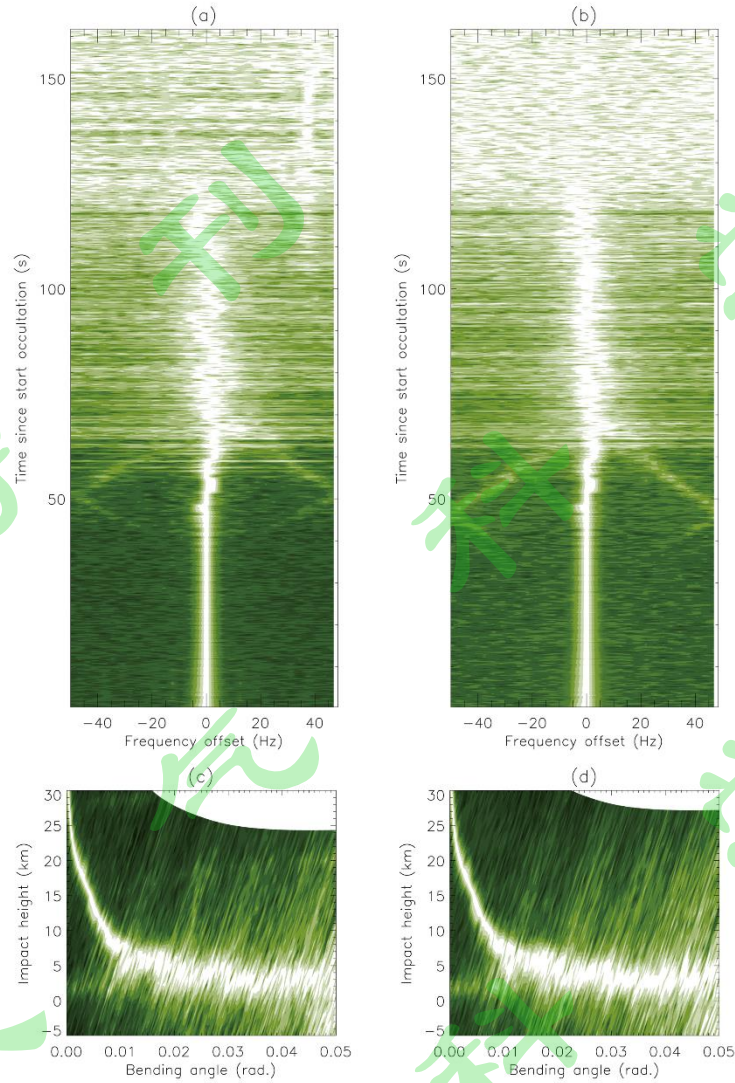 (a)
(b)
150
100
50
Time since start occultation (s)
−40 −20 0 20 40
Frequency offset (Hz)
150
100
50
Time since start occultation (s)
−40 −20 0 20 40
Frequency offset (Hz)
(c)
(d)
30
25
20
15
10
5
0
−5
Impact height (km)
0.00 0.01 0.02 0.03 0.04 0.05
Bending angle (rad.)
30
25
20
15
10
5
0
−5
Impact height (km)
0.00 0.01 0.02 0.03 0.04 0.05
Bending angle (rad.)
刊
科
气